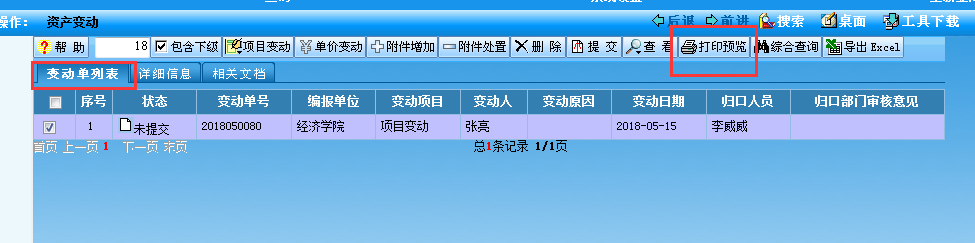 操作： 资产变动 后退 前进 搜索 桌面 工具下载
帮 助 18 包含下级 项目变动 单价变动 附件增加 附件处置 删 除 提 交 查 看 打印预览 综合查询 导出 Excel
变动单列表 详细信息 相关文档
序号 状态 变动单号 编报单位 变动项目 变动人 变动原因 变动日期 归口人员 归口部门审核意见
1 未提交 2018050080 经济学院 项目变动 张亮 2018-05-15 李威威
首页 上一页 1 下一页 末页 总1条记录 1/1页